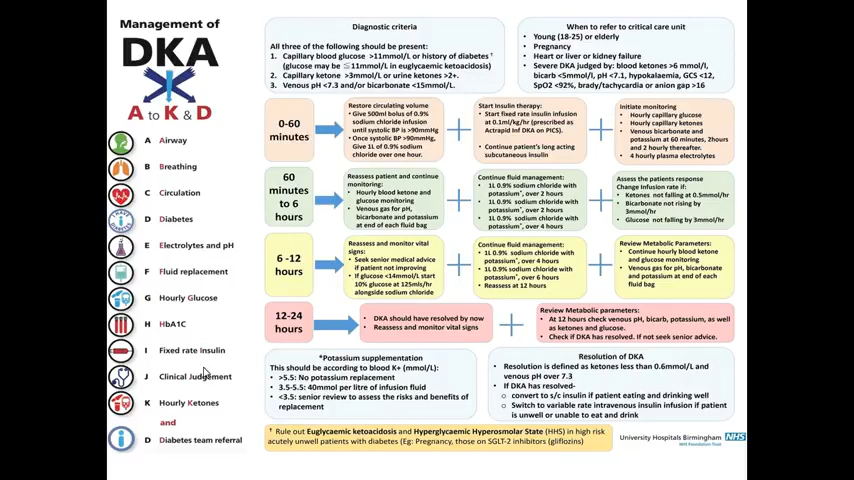 Management of
DKA
A to K & D
A Airway
B Breathing
C Circulation
D Diabetes
E Electrolytes and pH
F Fluid replacement
G Hourly Glucose
H HbA1C
I Fixed rate Insulin
J Clinical Judgement
K Hourly Ketones
and
D Diabetes team referral
Diagnostic criteria
All three of the following should be present:
1. Capillary blood glucose >11mmol/L or history of diabetes †
(glucose may be ≦11mmol/L in euglycaemic ketoacidosis)
2. Capillary ketone >3mmol/L or urine ketones >2+.
3. Venous pH <7.3 and/or bicarbonate <15mmol/L.
When to refer to critical care unit
• Young (18-25) or elderly
• Pregnancy
• Heart or liver or kidney failure
• Severe DKA judged by: blood ketones >6 mmol/l,
bicarb <5mmol/l, pH <7.1, hypokalaemia, GCS <12,
SpO2 <92%, brady/tachycardia or anion gap >16
0-60
minutes
Restore circulating volume
• Give 500ml bolus of 0.9%
sodium chloride infusion
until systolic BP is >90mmHg
• Once systolic BP >90mmHg,
Give 1L of 0.9% sodium
chloride over one hour.
Start Insulin therapy:
• Start fixed rate insulin infusion
at 0.1ml/kg/hr (prescribed as
Actrapid Inf DKA on PICS).
• Continue patient's long acting
subcutaneous insulin
Initiate monitoring
• Hourly capillary glucose
• Hourly capillary ketones
• Venous bicarbonate and
potassium at 60 minutes, 2hours
and 2 hourly thereafter.
• 4 hourly plasma electrolytes
60
minutes
to 6
hours
Reassess patient and continue
monitoring:
• Hourly blood ketone and
glucose monitoring
• Venous gas for pH,
bicarbonate and potassium
at end of each fluid bag
Continue fluid management:
• 1L 0.9% sodium chloride with
potassium*, over 2 hours
• 1L 0.9% sodium chloride with
potassium*, over 2 hours
• 1L 0.9% sodium chloride with
potassium*, over 4 hours
Assess the patients response
Change Infusion rate if:
• Ketones not falling at 0.5mmol/hr
• Bicarbonate not rising by
3mmol/hr
• Glucose not falling by 3mmol/hr
6 -12
hours
Reassess and monitor vital
signs:
• Seek senior medical advice
if patient not improving
• If glucose <14mmol/L start
10% glucose at 125mls/hr
alongside sodium chloride
Continue fluid management:
• 1L 0.9% sodium chloride with
potassium*, over 4 hours
• 1L 0.9% sodium chloride with
potassium*, over 6 hours
• Reassess at 12 hours
Review Metabolic Parameters:
• Continue hourly blood ketone
and glucose monitoring
• Venous gas for pH, bicarbonate
and potassium at end of each
fluid bag
12-24
hours
• DKA should have resolved by now
• Reassess and monitor vital signs
Review Metabolic parameters:
• At 12 hours check venous pH, bicarb, potassium, as well
as ketones and glucose.
• Check if DKA has resolved. If not seek senior advice.
*Potassium supplementation
This should be according to blood K+ (mmol/L):
• >5.5: No potassium replacement
• 3.5-5.5: 40mmol per litre of infusion fluid
• <3.5: senior review to assess the risks and benefits of
replacement
Resolution of DKA
• Resolution is defined as ketones less than 0.6mmol/L and
venous pH over 7.3
• If DKA has resolved-
o convert to s/c insulin if patient eating and drinking well
o Switch to variable rate intravenous insulin infusion if patient
is unwell or unable to eat and drink
† Rule out Euglycaemic ketoacidosis and Hyperglycaemic Hyperosmolar State (HHS) in high risk
acutely unwell patients with diabetes (Eg: Pregnancy, those on SGLT-2 inhibitors (gliflozins)
University Hospitals Birmingham NHS
NHS Foundation Trust